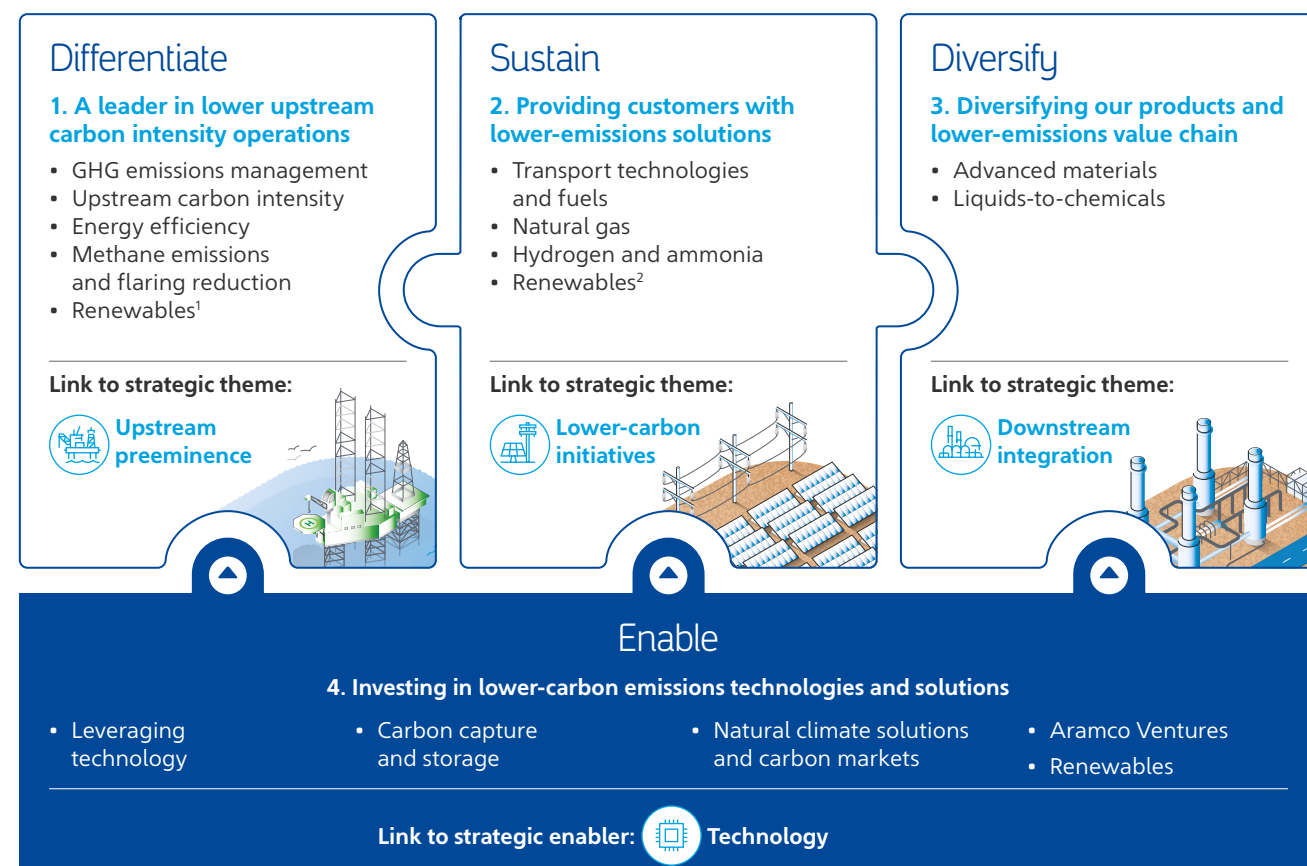 Differentiate
1. A leader in lower upstream
carbon intensity operations
• GHG emissions management
• Upstream carbon intensity
• Energy efficiency
• Methane emissions
and flaring reduction
• Renewables¹
Link to strategic theme:
Upstream
preeminence
Sustain
2. Providing customers with
lower-emissions solutions
• Transport technologies
and fuels
• Natural gas
• Hydrogen and ammonia
• Renewables²
Link to strategic theme:
Lower-carbon
initiatives
Diversify
3. Diversifying our products and
lower-emissions value chain
• Advanced materials
• Liquids-to-chemicals
Link to strategic theme:
Downstream
integration
Enable
4. Investing in lower-carbon emissions technologies and solutions
• Leveraging
technology
• Carbon capture
and storage
• Natural climate solutions
and carbon markets
• Aramco Ventures
• Renewables
Link to strategic enabler: Technology